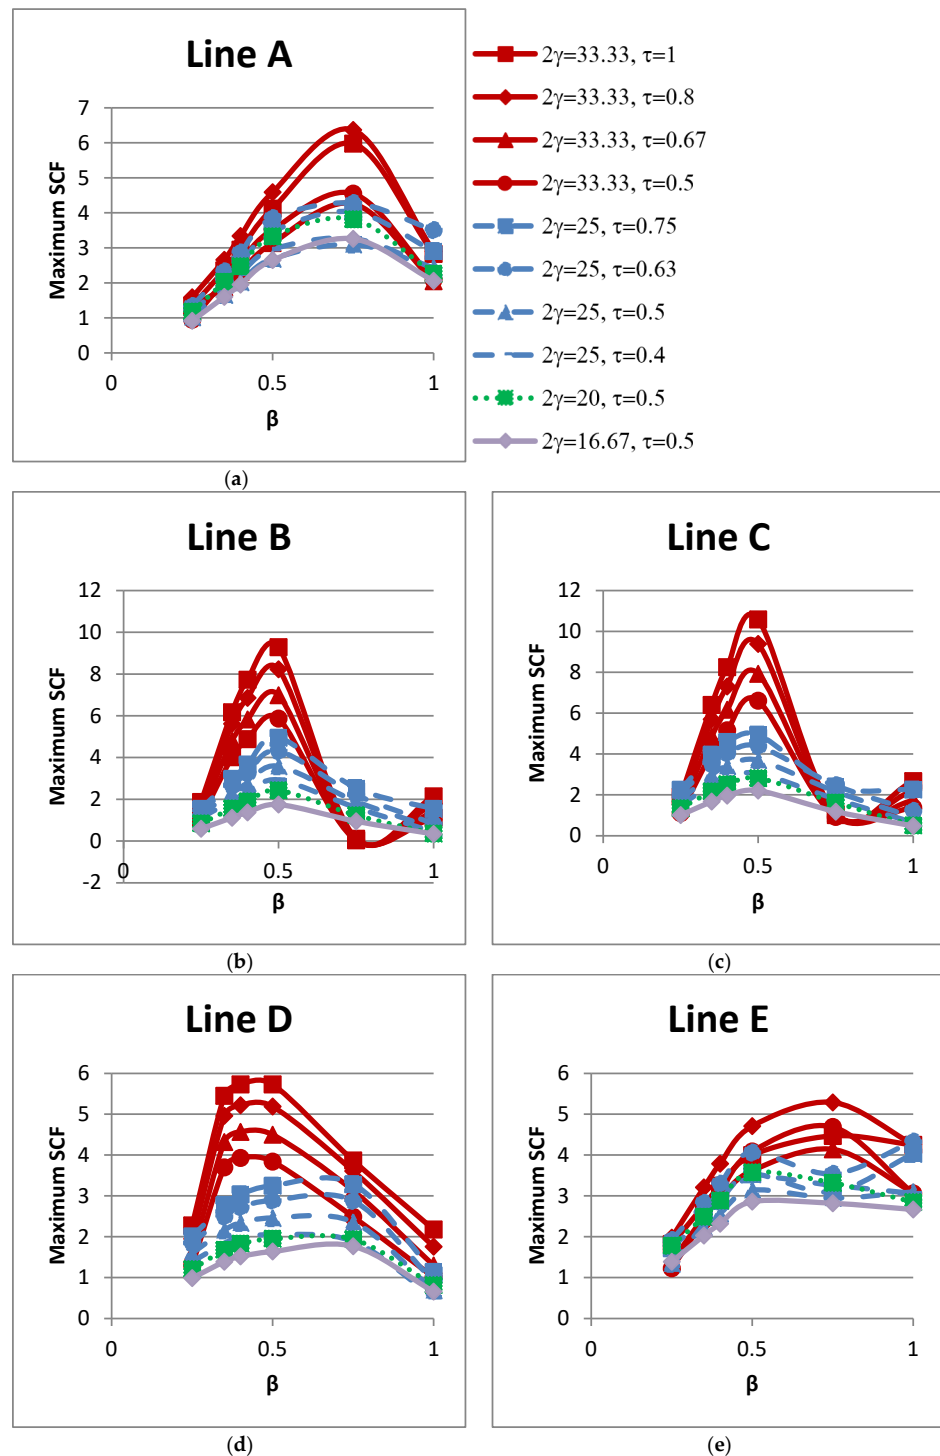 Line A
7
6
5
4
3
2
1
0
Maximum SCF
0
0.5
1
β
2γ=33.33, τ=1
2γ=33.33, τ=0.8
2γ=33.33, τ=0.67
2γ=33.33, τ=0.5
2γ=25, τ=0.75
2γ=25, τ=0.63
2γ=25, τ=0.5
2γ=25, τ=0.4
2γ=20, τ=0.5
2γ=16.67, τ=0.5
(a)
Line B
12
10
8
6
4
2
0
-2
Maximum SCF
0
0.5
1
β
(b)
Line C
12
10
8
6
4
2
0
Maximum SCF
0
0.5
1
β
(c)
Line D
6
5
4
3
2
1
0
Maximum SCF
0
0.5
1
β
(d)
Line E
6
5
4
3
2
1
0
Maximum SCF
0
0.5
1
β
(e)